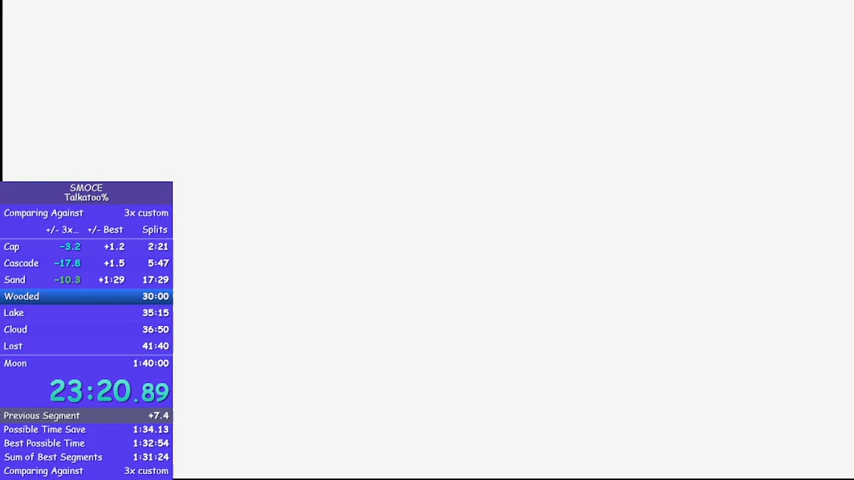 SMOCE
Talkatoo%
Comparing Against 3x custom
+/- 3x... +/- Best Splits
Cap -3.2 +1.2 2:21
Cascade -17.8 +1.5 5:47
Sand -10.3 +1:29 17:29
Wooded 30:00
Lake 35:15
Cloud 36:50
Lost 41:40
Moon 1:40:00
23:20.89
Previous Segment +7.4
Possible Time Save 1:34.13
Best Possible Time 1:32:54
Sum of Best Segments 1:31:24
Comparing Against 3x custom